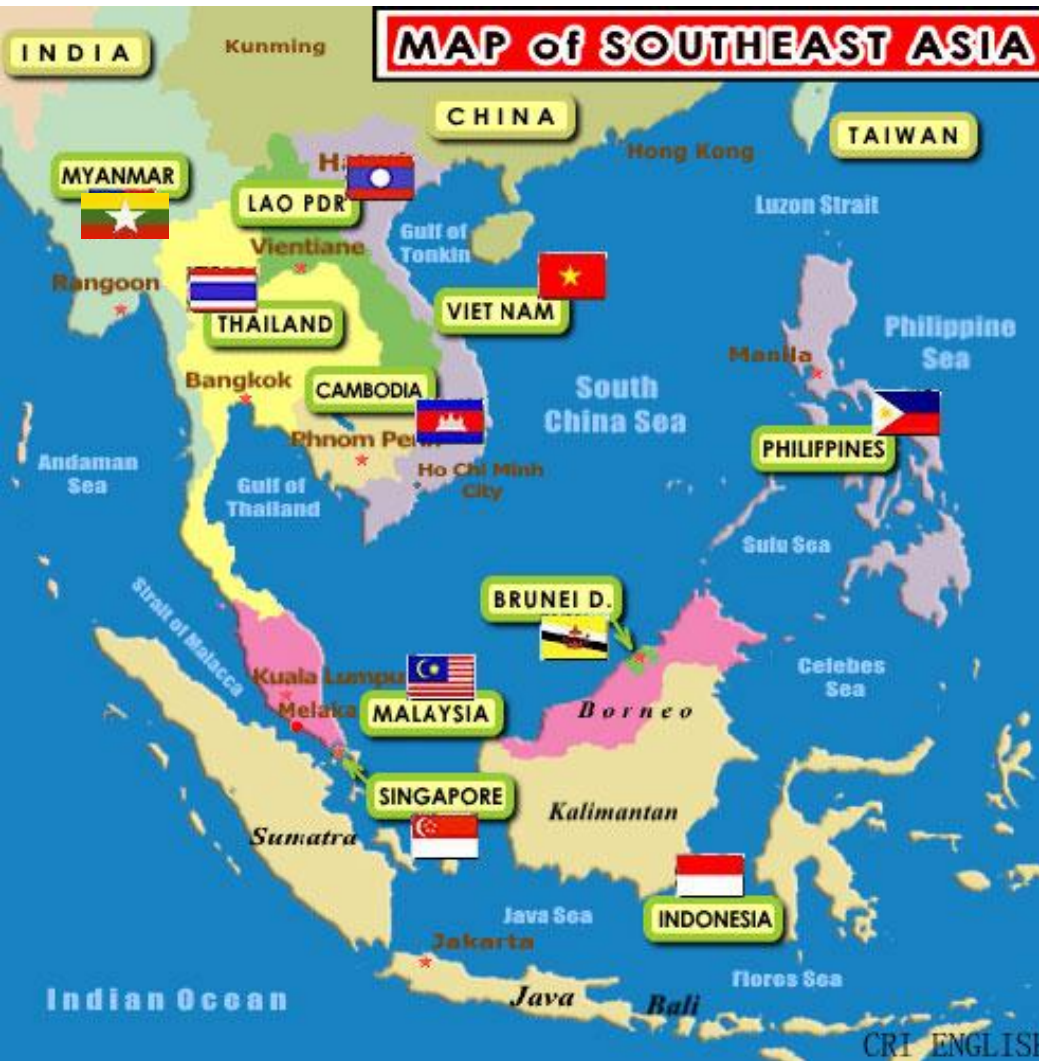 MAP of SOUTHEAST ASIA
INDIA
Kunming
CHINA
TAIWAN
Hong Kong
MYANMAR
LAO PDR
Luzon Strait
Gulf of
Tonkin
Vientiane
Rangoon
THAILAND
VIET NAM
Philippine
Sea
Manila
Bangkok
CAMBODIA
South
China Sea
PHILIPPINES
Phnom
Andaman
Sea
Gulf of
Thailand
Ho Chi Minh
City
Sulu Sea
Strait of Malacca
BRUNEI D.
Celebes
Sea
Kuala Lumpu
Melaka
MALAYSIA
Borneo
SINGAPORE
Kalimantan
Sumatra
INDONESIA
Java Sea
Jakarta
Flores Sea
Indian Ocean
Java
Bali
CRI ENGLISH